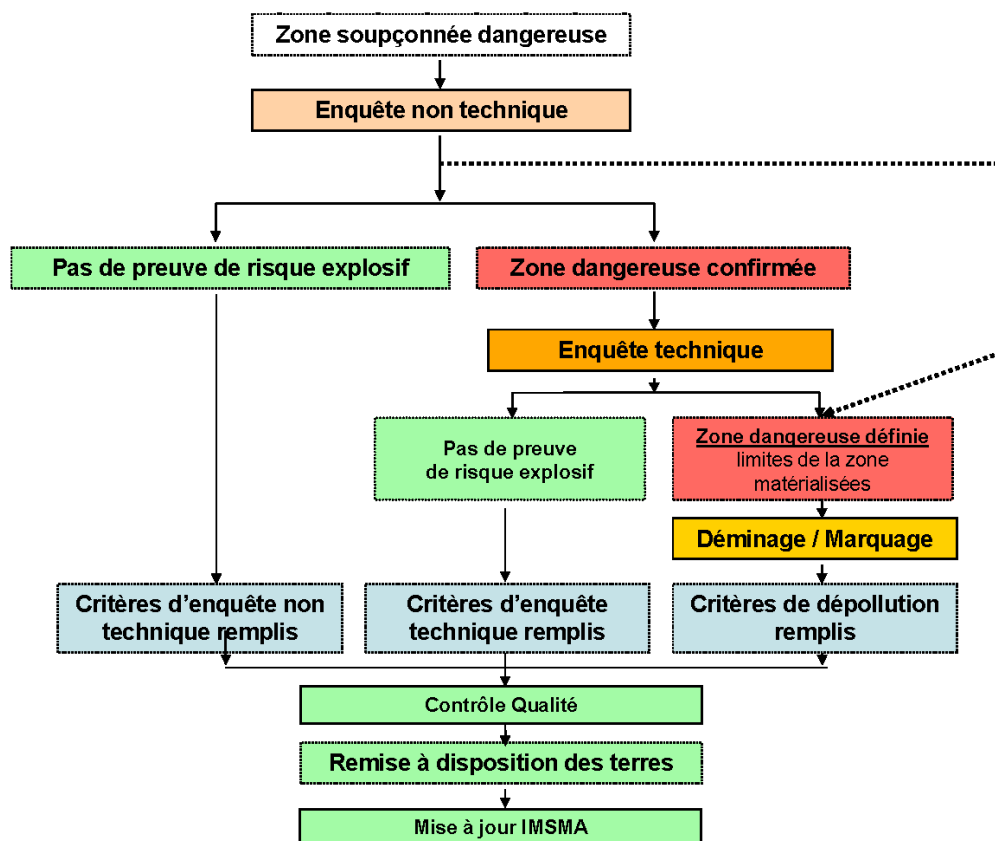 Zone soupçonnée dangereuse
Enquête non technique
Pas de preuve de risque explosif
Zone dangereuse confirmée
Enquête technique
Pas de preuve
de risque explosif
Zone dangereuse définie
limites de la zone
matérialisées
Déminage / Marquage
Critères d'enquête non
technique remplis
Critères d'enquête
technique remplis
Critères de dépollution
remplis
Contrôle Qualité
Remise à disposition des terres
Mise à jour IMSMA